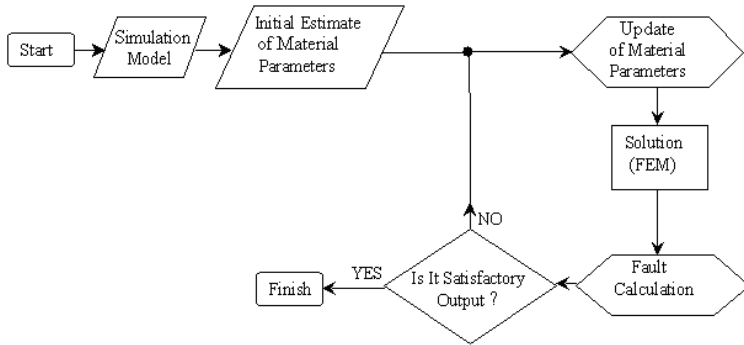 Start
Simulation
Model
Initial Estimate
of Material
Parameters
Update
of Material
Parameters
Solution
(FEM)
Fault
Calculation
Is It Satisfactory
Output ?
NO
YES
Finish